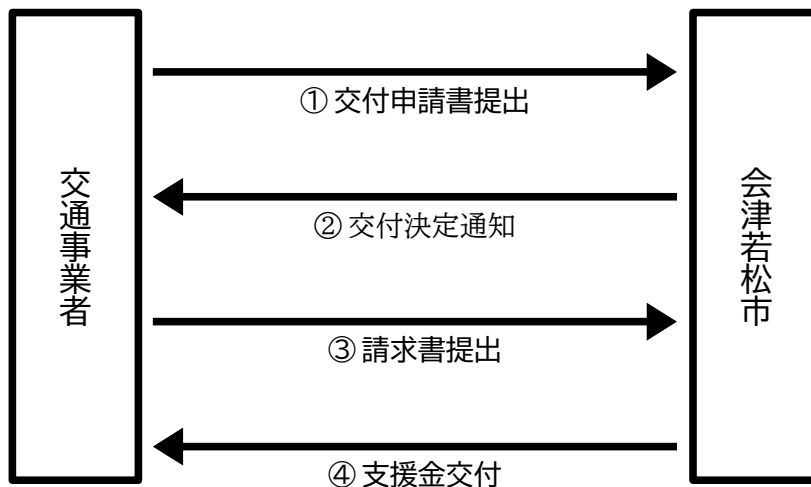 交通事業者
① 交付申請書提出
② 交付決定通知
③ 請求書提出
④ 支援金交付
会津若松市